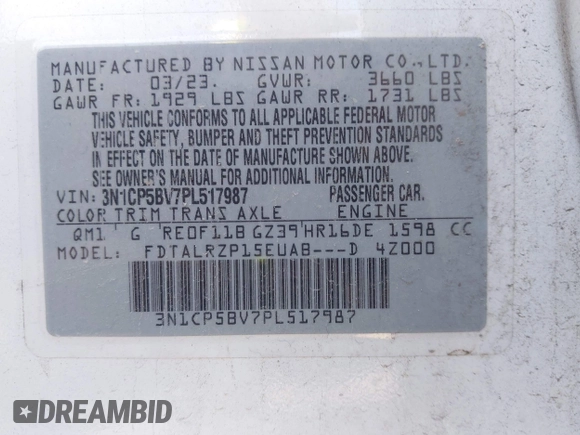 MANUFACTURED BY NISSAN MOTOR CO.,LTD.
DATE: 03/23. GVWR: 3660 LBS
GAWR FR: 1929 LBS GAWR RR: 1731 LBS
THIS VEHICLE CONFORMS TO ALL APPLICABLE FEDERAL MOTOR
VEHICLE SAFETY, BUMPER AND THEFT PREVENTION STANDARDS
IN EFFECT ON THE DATE OF MANUFACTURE SHOWN ABOVE.
SEE OWNER'S MANUAL FOR ADDITIONAL INFORMATION.
VIN: 3N1CP5BV7PL517987 PASSENGER CAR.
COLOR TRIM TRANS AXLE ENGINE
QM1 G RE0F11B GZ39 HR16DE 1598 CC
MODEL: FDTALRZP15EUAB---D 4Z000
3N1CP5BV7PL517987
DREAMBID